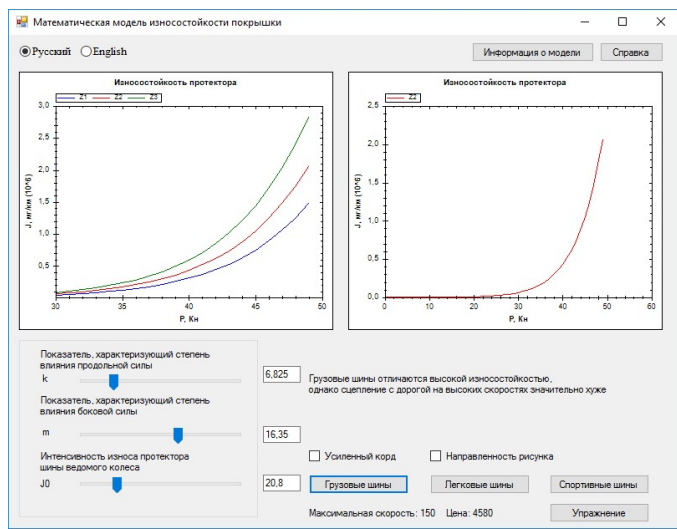 Математическая модель износостойкости покрышки
Русский English
Информация о модели Справка
Износостойкость протектора
Z1 Z2 Z3
J, мг/км (10^6)
3,0
2,5
2,0
1,5
1,0
0,5
30 35 40 45 50
P, Кн
Износостойкость протектора
Z2
J, мг/км (10^6)
2,5
2,0
1,5
1,0
0,5
0,0
0 10 20 30 40 50 60
P, Кн
Показатель, характеризующий степень
влияния продольной силы
k
6,825
Показатель, характеризующий степень
влияния боковой силы
m
16,35
Интенсивность износа протектора
шины ведомого колеса
J0
20,8
Грузовые шины отличаются высокой износостойкостью,
однако сцепление с дорогой на высоких скоростях значительно хуже
Усиленный корд Направленность рисунка
Грузовые шины Легковые шины Спортивные шины
Максимальная скорость: 150 Цена: 4580 Упражнение